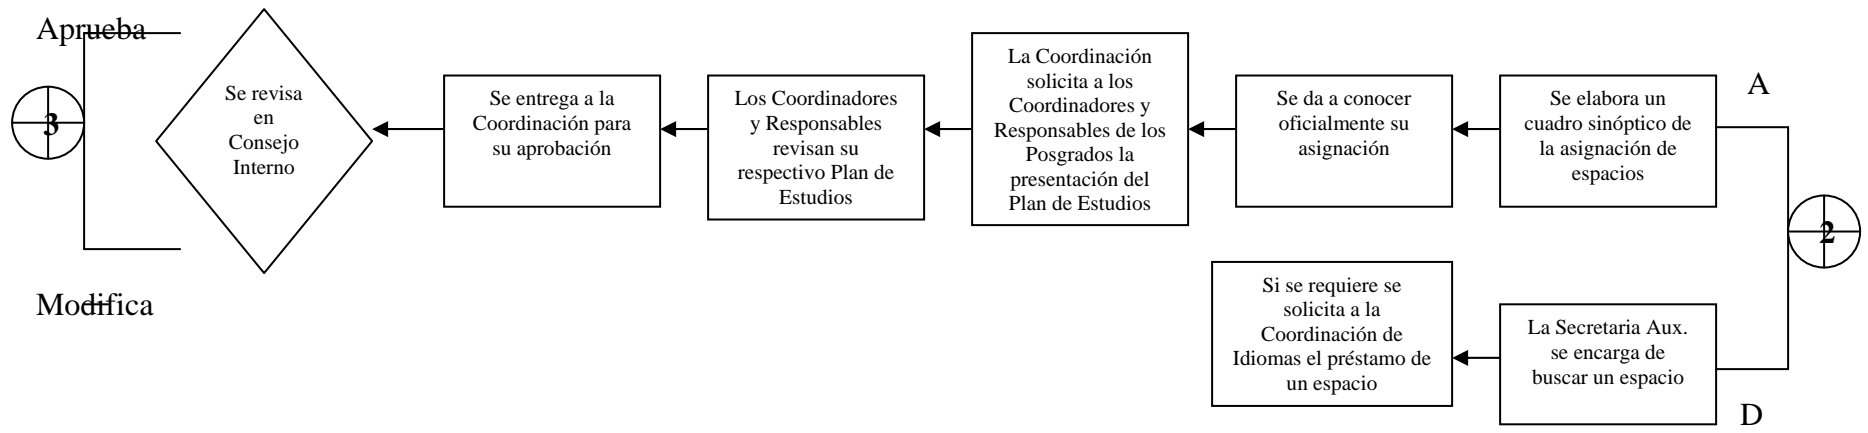 Aprueba
3
Modifica
Se revisa
en
Consejo
Interno
Se entrega a la
Coordinación para
su aprobación
Los Coordinadores
y Responsables
revisan su
respectivo Plan de
Estudios
La Coordinación
solicita a los
Coordinadores y
Responsables de los
Posgrados la
presentación del
Plan de Estudios
Se da a conocer
oficialmente su
asignación
Se elabora un
cuadro sinóptico de
la asignación de
espacios
A
2
Si se requiere se
solicita a la
Coordinación de
Idiomas el préstamo de
un espacio
La Secretaria Aux.
se encarga de
buscar un espacio
D